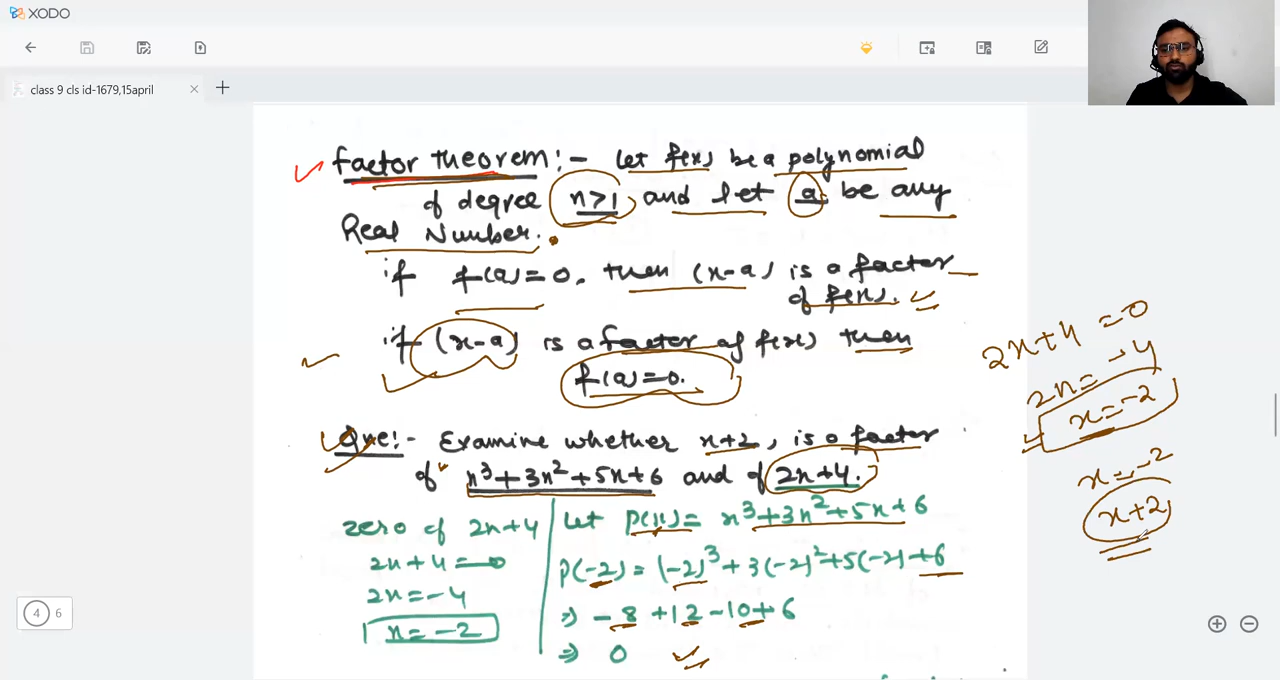 XODO
class 9 cls id-1679,15april
factor theorem:- Let f(x) be a polynomial
of degree n>1 and let a be any
Real Number.
if f(a)=0. then (x-a) is a factor
of f(x).
if (x-a) is a factor of f(x) then
f(a)=0.
Que:- Examine whether x+2, is a factor
of x³+3x²+5x+6 and of 2x+4.
zero of 2x+4
2x+4=0
2x=-4
x=-2
Let p(x) = x³+3x²+5x+6
p(-2) = (-2)³+3(-2)²+5(-2)+6
⇒ -8+12-10+6
⇒ 0
2x+4=0
2x=-4
x=-2
x=-2
x+2
4 6